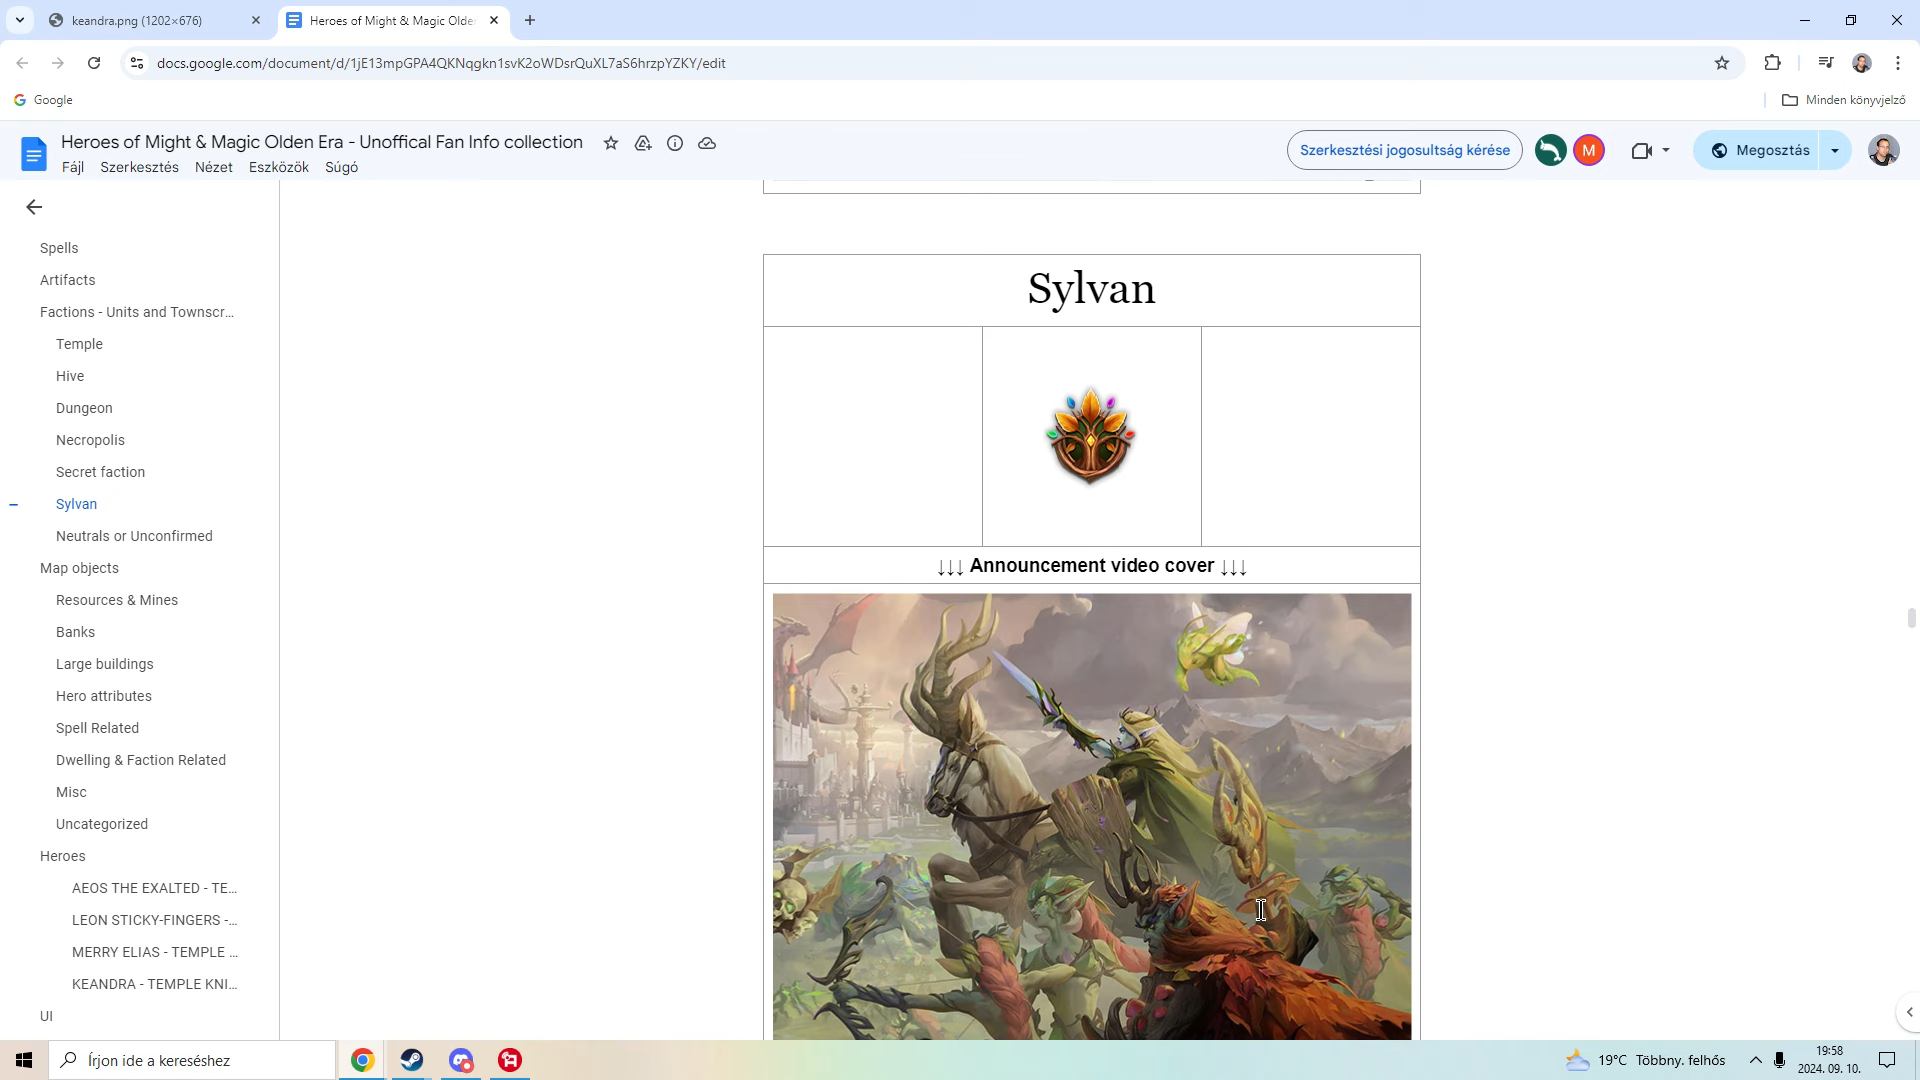 keandra.png (1202×676)
Heroes of Might & Magic Olde
docs.google.com/document/d/1jE13mpGPA4QKNqgkn1svK2oWDsrQuXL7aS6hrzpYZKY/edit
Google
Minden könyvjelző
Heroes of Might & Magic Olden Era - Unoffical Fan Info collection
Szerkesztési jogosultság kérése
M
Megosztás
Fájl Szerkesztés Nézet Eszközök Súgó
Spells
Artifacts
Factions - Units and Townscr...
Temple
Hive
Dungeon
Necropolis
Secret faction
Sylvan
Neutrals or Unconfirmed
Map objects
Resources & Mines
Banks
Large buildings
Hero attributes
Spell Related
Dwelling & Faction Related
Misc
Uncategorized
Heroes
AEOS THE EXALTED - TE...
LEON STICKY-FINGERS -...
MERRY ELIAS - TEMPLE ...
KEANDRA - TEMPLE KNI...
UI
Sylvan
↓↓↓ Announcement video cover ↓↓↓
Írjon ide a kereséshez
19°C Többny. felhős
19:58
2024. 09. 10.